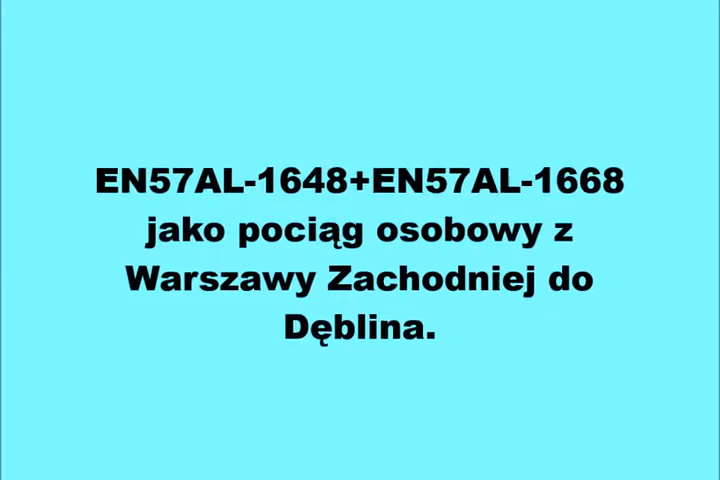 EN57AL-1648+EN57AL-1668
jako pociąg osobowy z
Warszawy Zachodniej do
Dęblina.